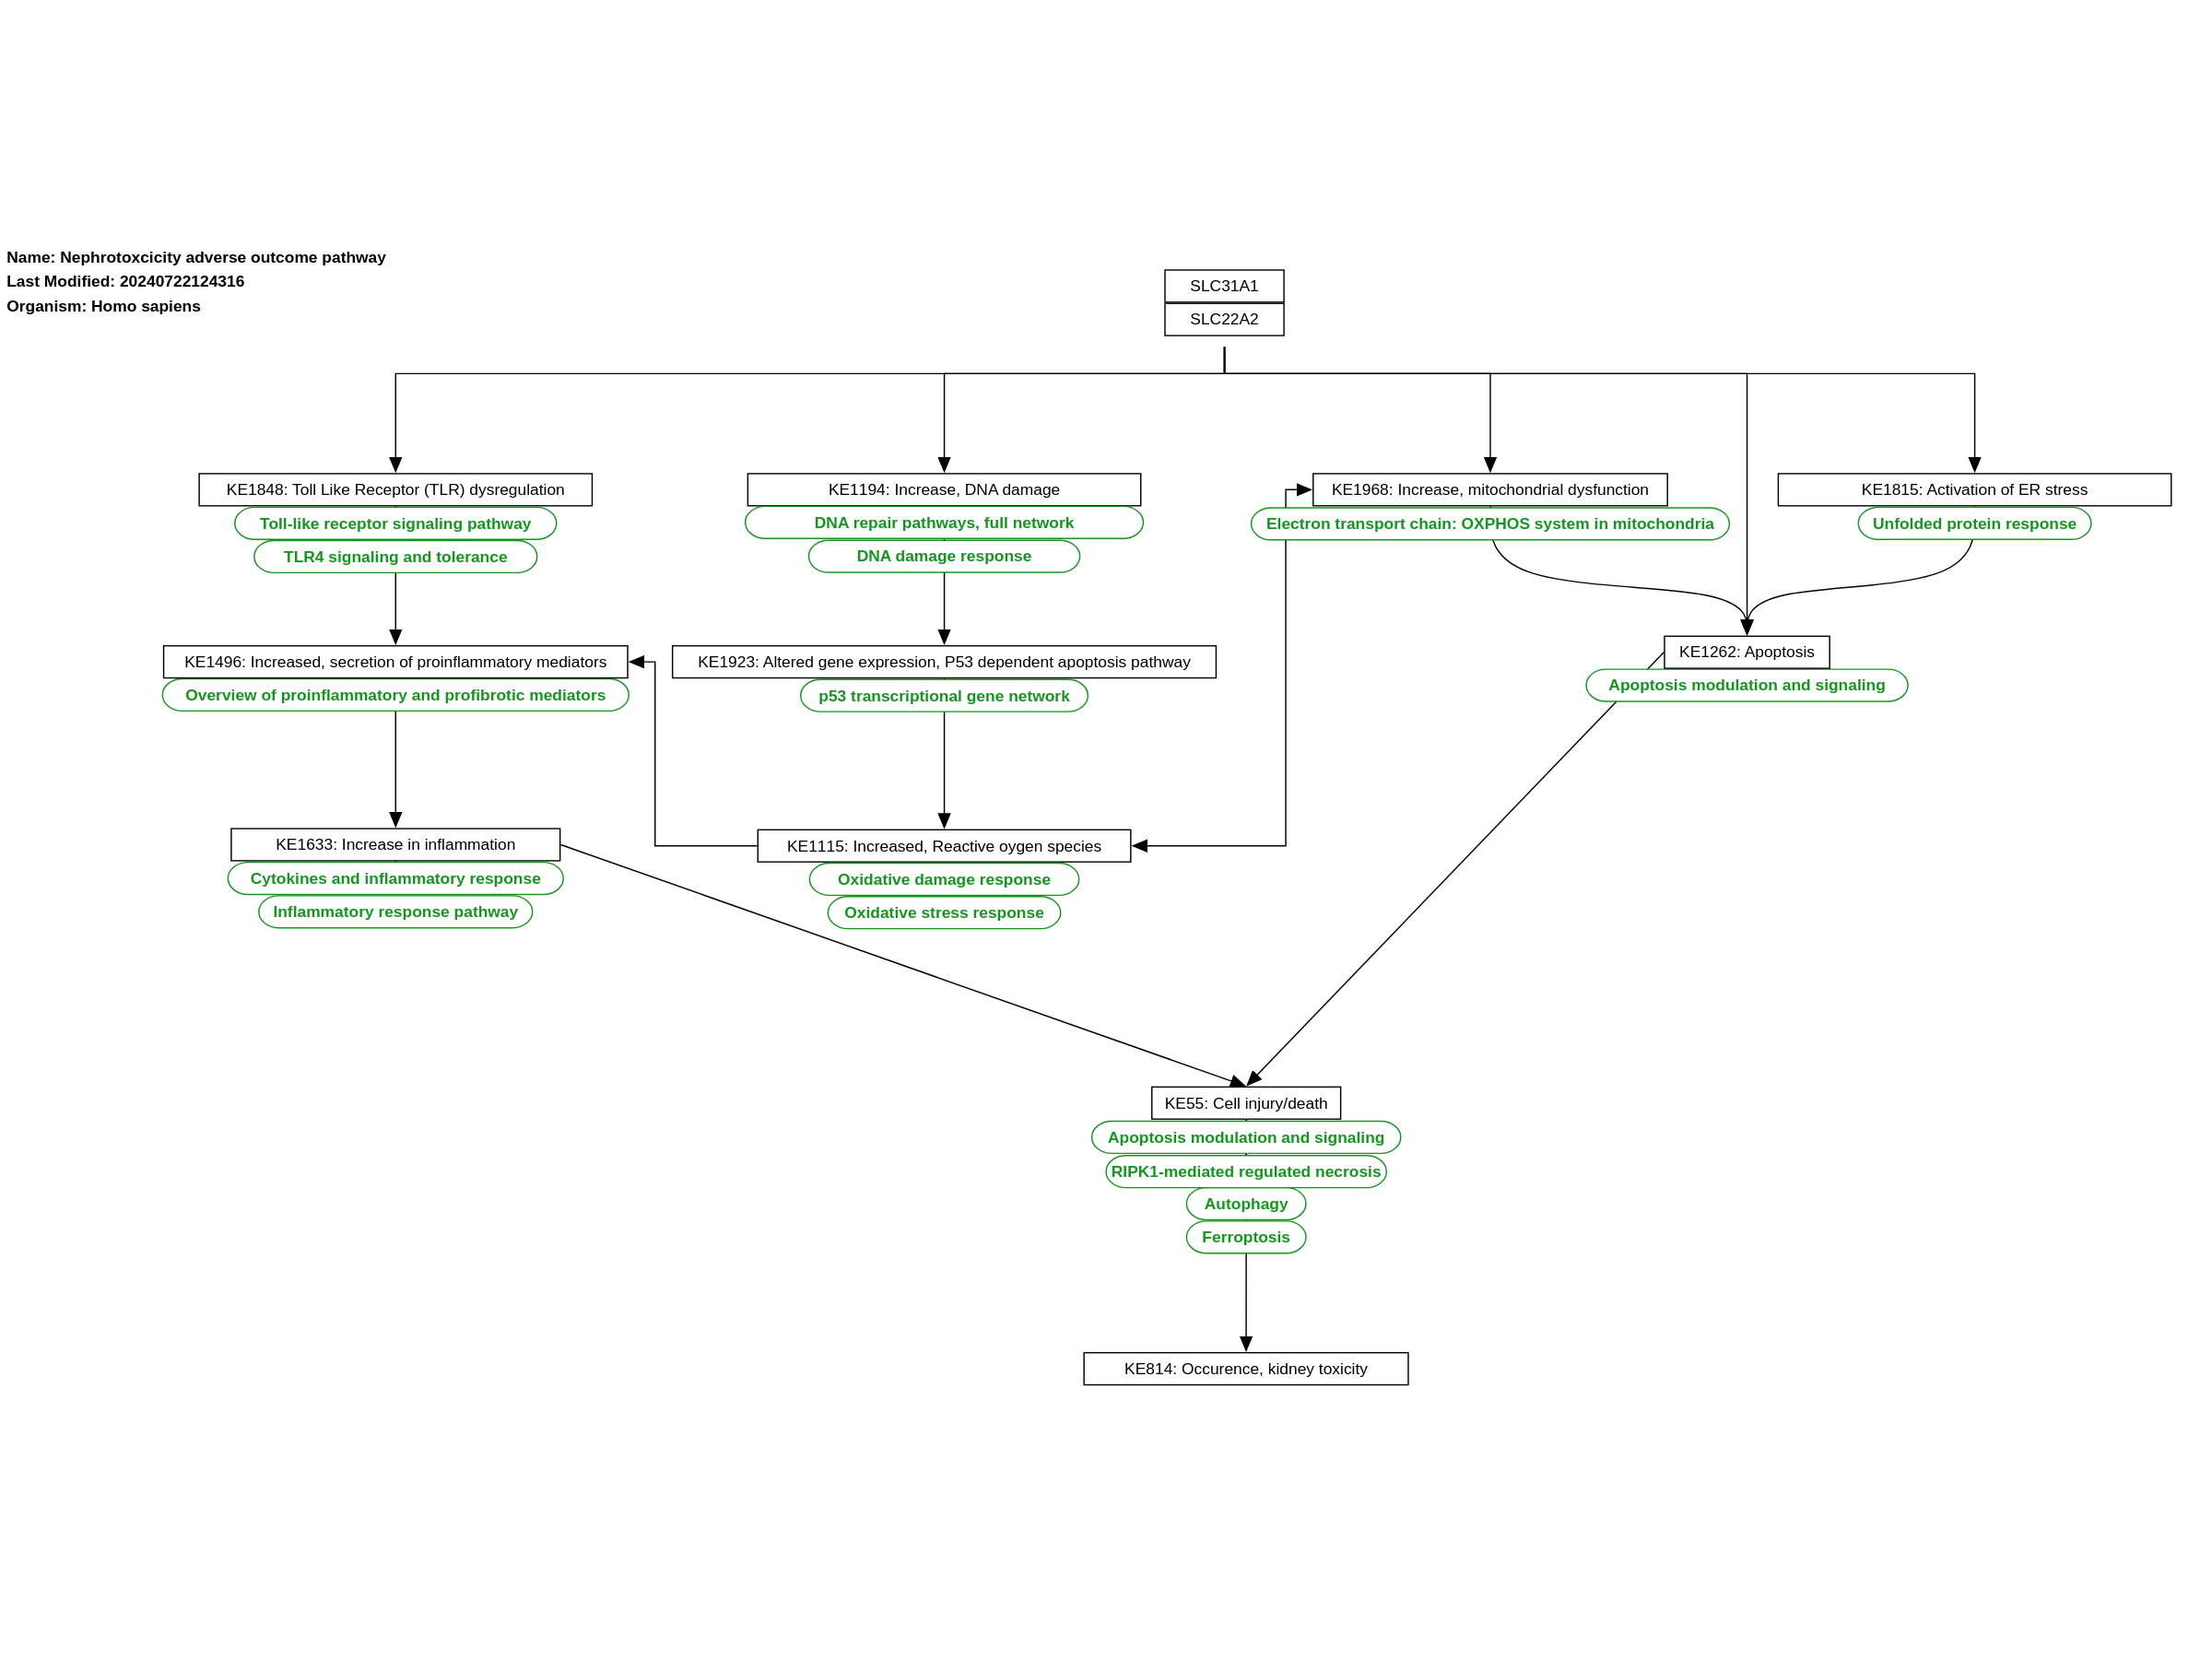 Name: Nephrotoxcicity adverse outcome pathway
Last Modified: 20240722124316
Organism: Homo sapiens
SLC31A1
SLC22A2
KE1848: Toll Like Receptor (TLR) dysregulation
Toll-like receptor signaling pathway
TLR4 signaling and tolerance
KE1194: Increase, DNA damage
DNA repair pathways, full network
DNA damage response
KE1968: Increase, mitochondrial dysfunction
Electron transport chain: OXPHOS system in mitochondria
KE1815: Activation of ER stress
Unfolded protein response
KE1496: Increased, secretion of proinflammatory mediators
Overview of proinflammatory and profibrotic mediators
KE1923: Altered gene expression, P53 dependent apoptosis pathway
p53 transcriptional gene network
KE1262: Apoptosis
Apoptosis modulation and signaling
KE1633: Increase in inflammation
Cytokines and inflammatory response
Inflammatory response pathway
KE1115: Increased, Reactive oygen species
Oxidative damage response
Oxidative stress response
KE55: Cell injury/death
Apoptosis modulation and signaling
RIPK1-mediated regulated necrosis
Autophagy
Ferroptosis
KE814: Occurence, kidney toxicity